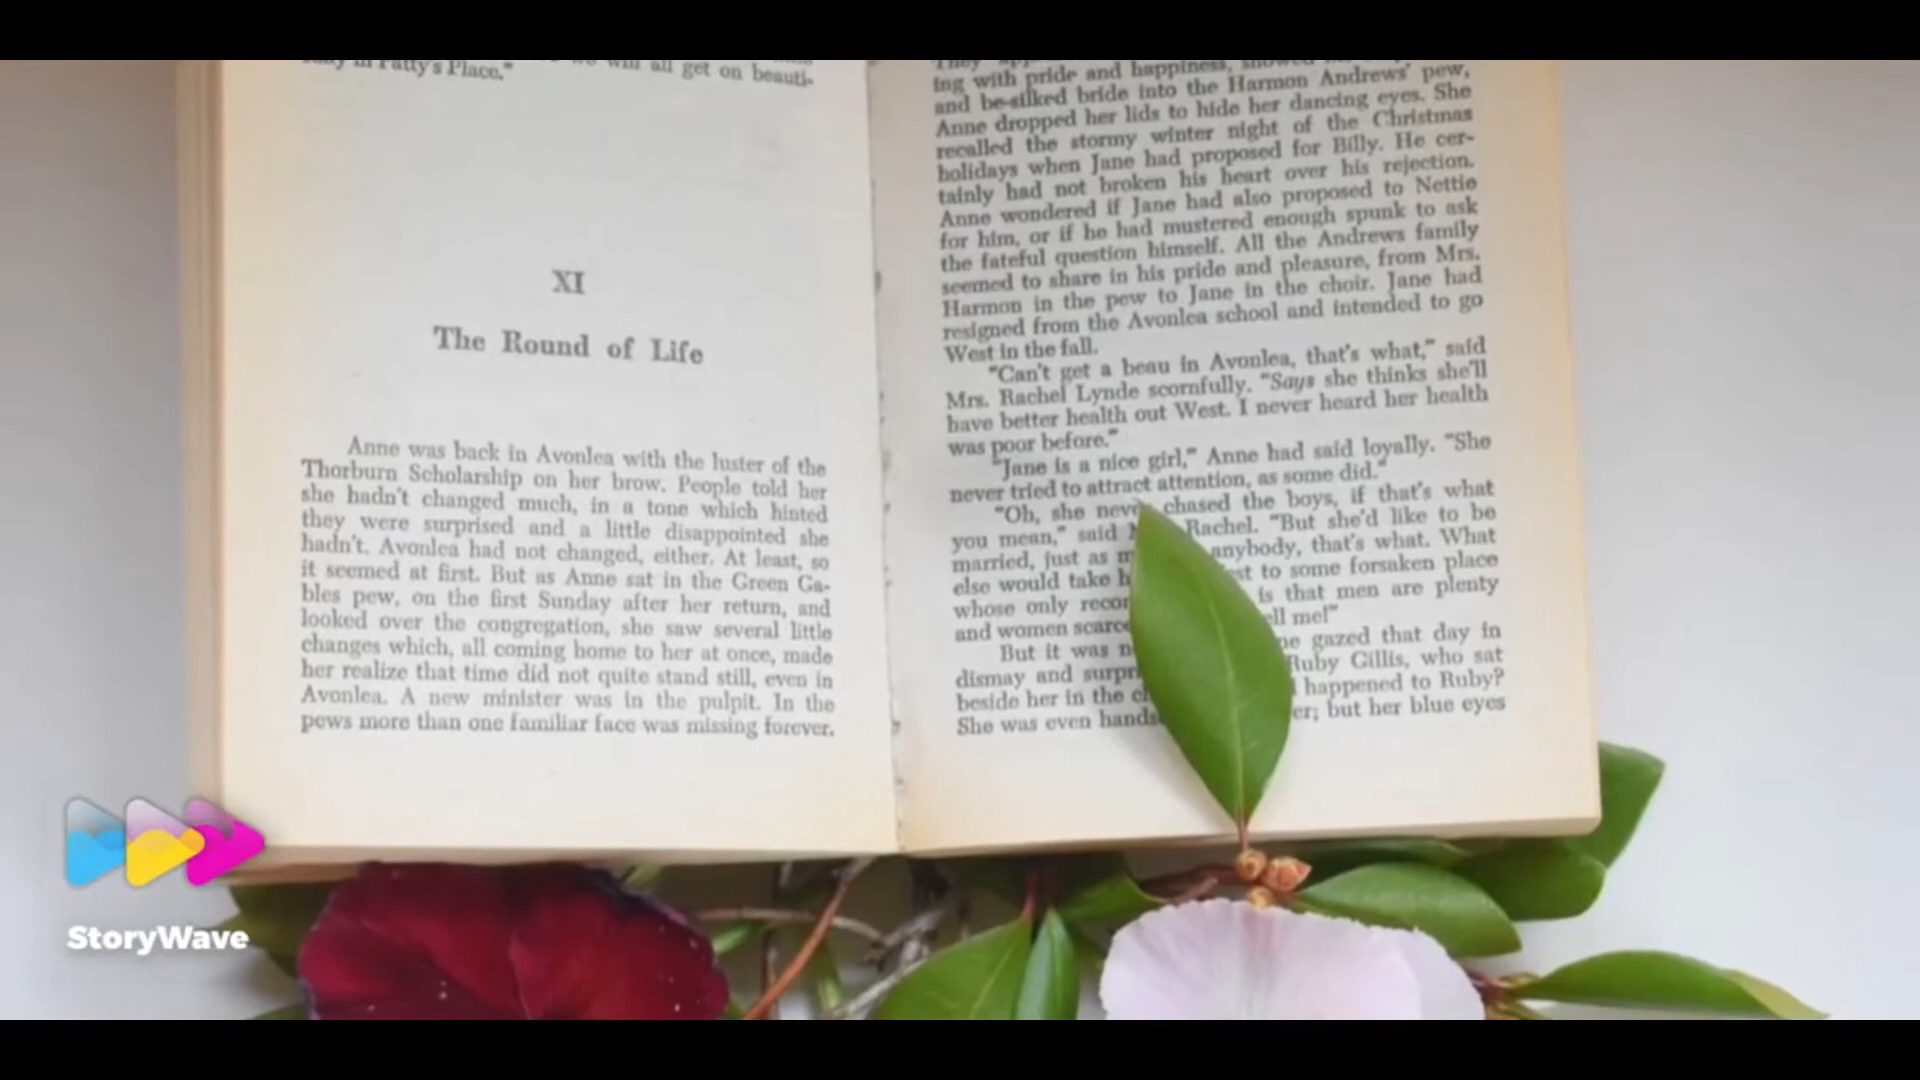 in Patty's Place."
will all get on beauti-
XI
The Round of Life
Anne was back in Avonlea with the luster of the
Thorburn Scholarship on her brow. People told her
she hadn't changed much, in a tone which hinted
they were surprised and a little disappointed she
hadn't. Avonlea had not changed, either. At least, so
it seemed at first. But as Anne sat in the Green Ga-
bles pew, on the first Sunday after her return, and
looked over the congregation, she saw several little
changes which, all coming home to her at once, made
her realize that time did not quite stand still, even in
Avonlea. A new minister was in the pulpit. In the
pews more than one familiar face was missing forever.
They
ing with pride and happiness, showed
and be-silked bride into the Harmon Andrews' pew,
Anne dropped her lids to hide her dancing eyes. She
recalled the stormy winter night of the Christmas
holidays when Jane had proposed for Billy. He cer-
tainly had not broken his heart over his rejection.
Anne wondered if Jane had also proposed to Nettie
for him, or if he had mustered enough spunk to ask
the fateful question himself. All the Andrews family
seemed to share in his pride and pleasure, from Mrs.
Harmon in the pew to Jane in the choir. Jane had
resigned from the Avonlea school and intended to go
West in the fall.
"Can't get a beau in Avonlea, that's what," said
Mrs. Rachel Lynde scornfully. "Says she thinks she'll
have better health out West. I never heard her health
was poor before."
"Jane is a nice girl," Anne had said loyally. "She
never tried to attract attention, as some did."
"Oh, she never chased the boys, if that's what
you mean," said Rachel. "But she'd like to be
married, just as anybody, that's what. What
else would take to some forsaken place
whose only is that men are plenty
and women me!"
But it was gazed that day in
dismay and Ruby Gillis, who sat
beside her in the happened to Ruby?
She was even but her blue eyes
StoryWave